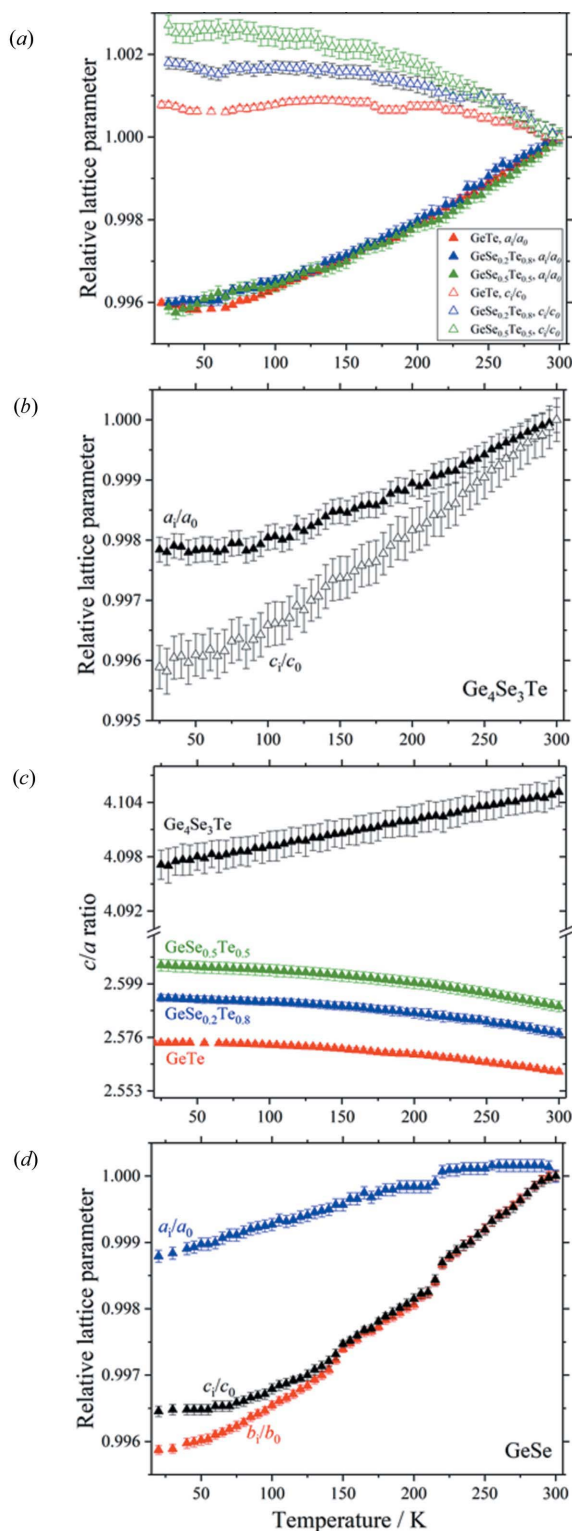 (a)
1.002
1.000
0.998
0.996
Relative lattice parameter
GeTe, aᵢ/a₀
GeSe₀.₂Te₀.₈, aᵢ/a₀
GeSe₀.₅Te₀.₅, aᵢ/a₀
GeTe, cᵢ/c₀
GeSe₀.₂Te₀.₈, cᵢ/c₀
GeSe₀.₅Te₀.₅, cᵢ/c₀
50 100 150 200 250 300
(b)
1.000
0.999
0.998
0.997
0.996
0.995
Relative lattice parameter
aᵢ/a₀
cᵢ/c₀
Ge₄Se₃Te
50 100 150 200 250 300
(c)
4.104
4.098
4.092
2.599
2.576
2.553
c/a ratio
Ge₄Se₃Te
GeSe₀.₅Te₀.₅
GeSe₀.₂Te₀.₈
GeTe
50 100 150 200 250 300
(d)
1.000
0.999
0.998
0.997
0.996
Relative lattice parameter
aᵢ/a₀
cᵢ/c₀
bᵢ/b₀
GeSe
50 100 150 200 250 300
Temperature / K